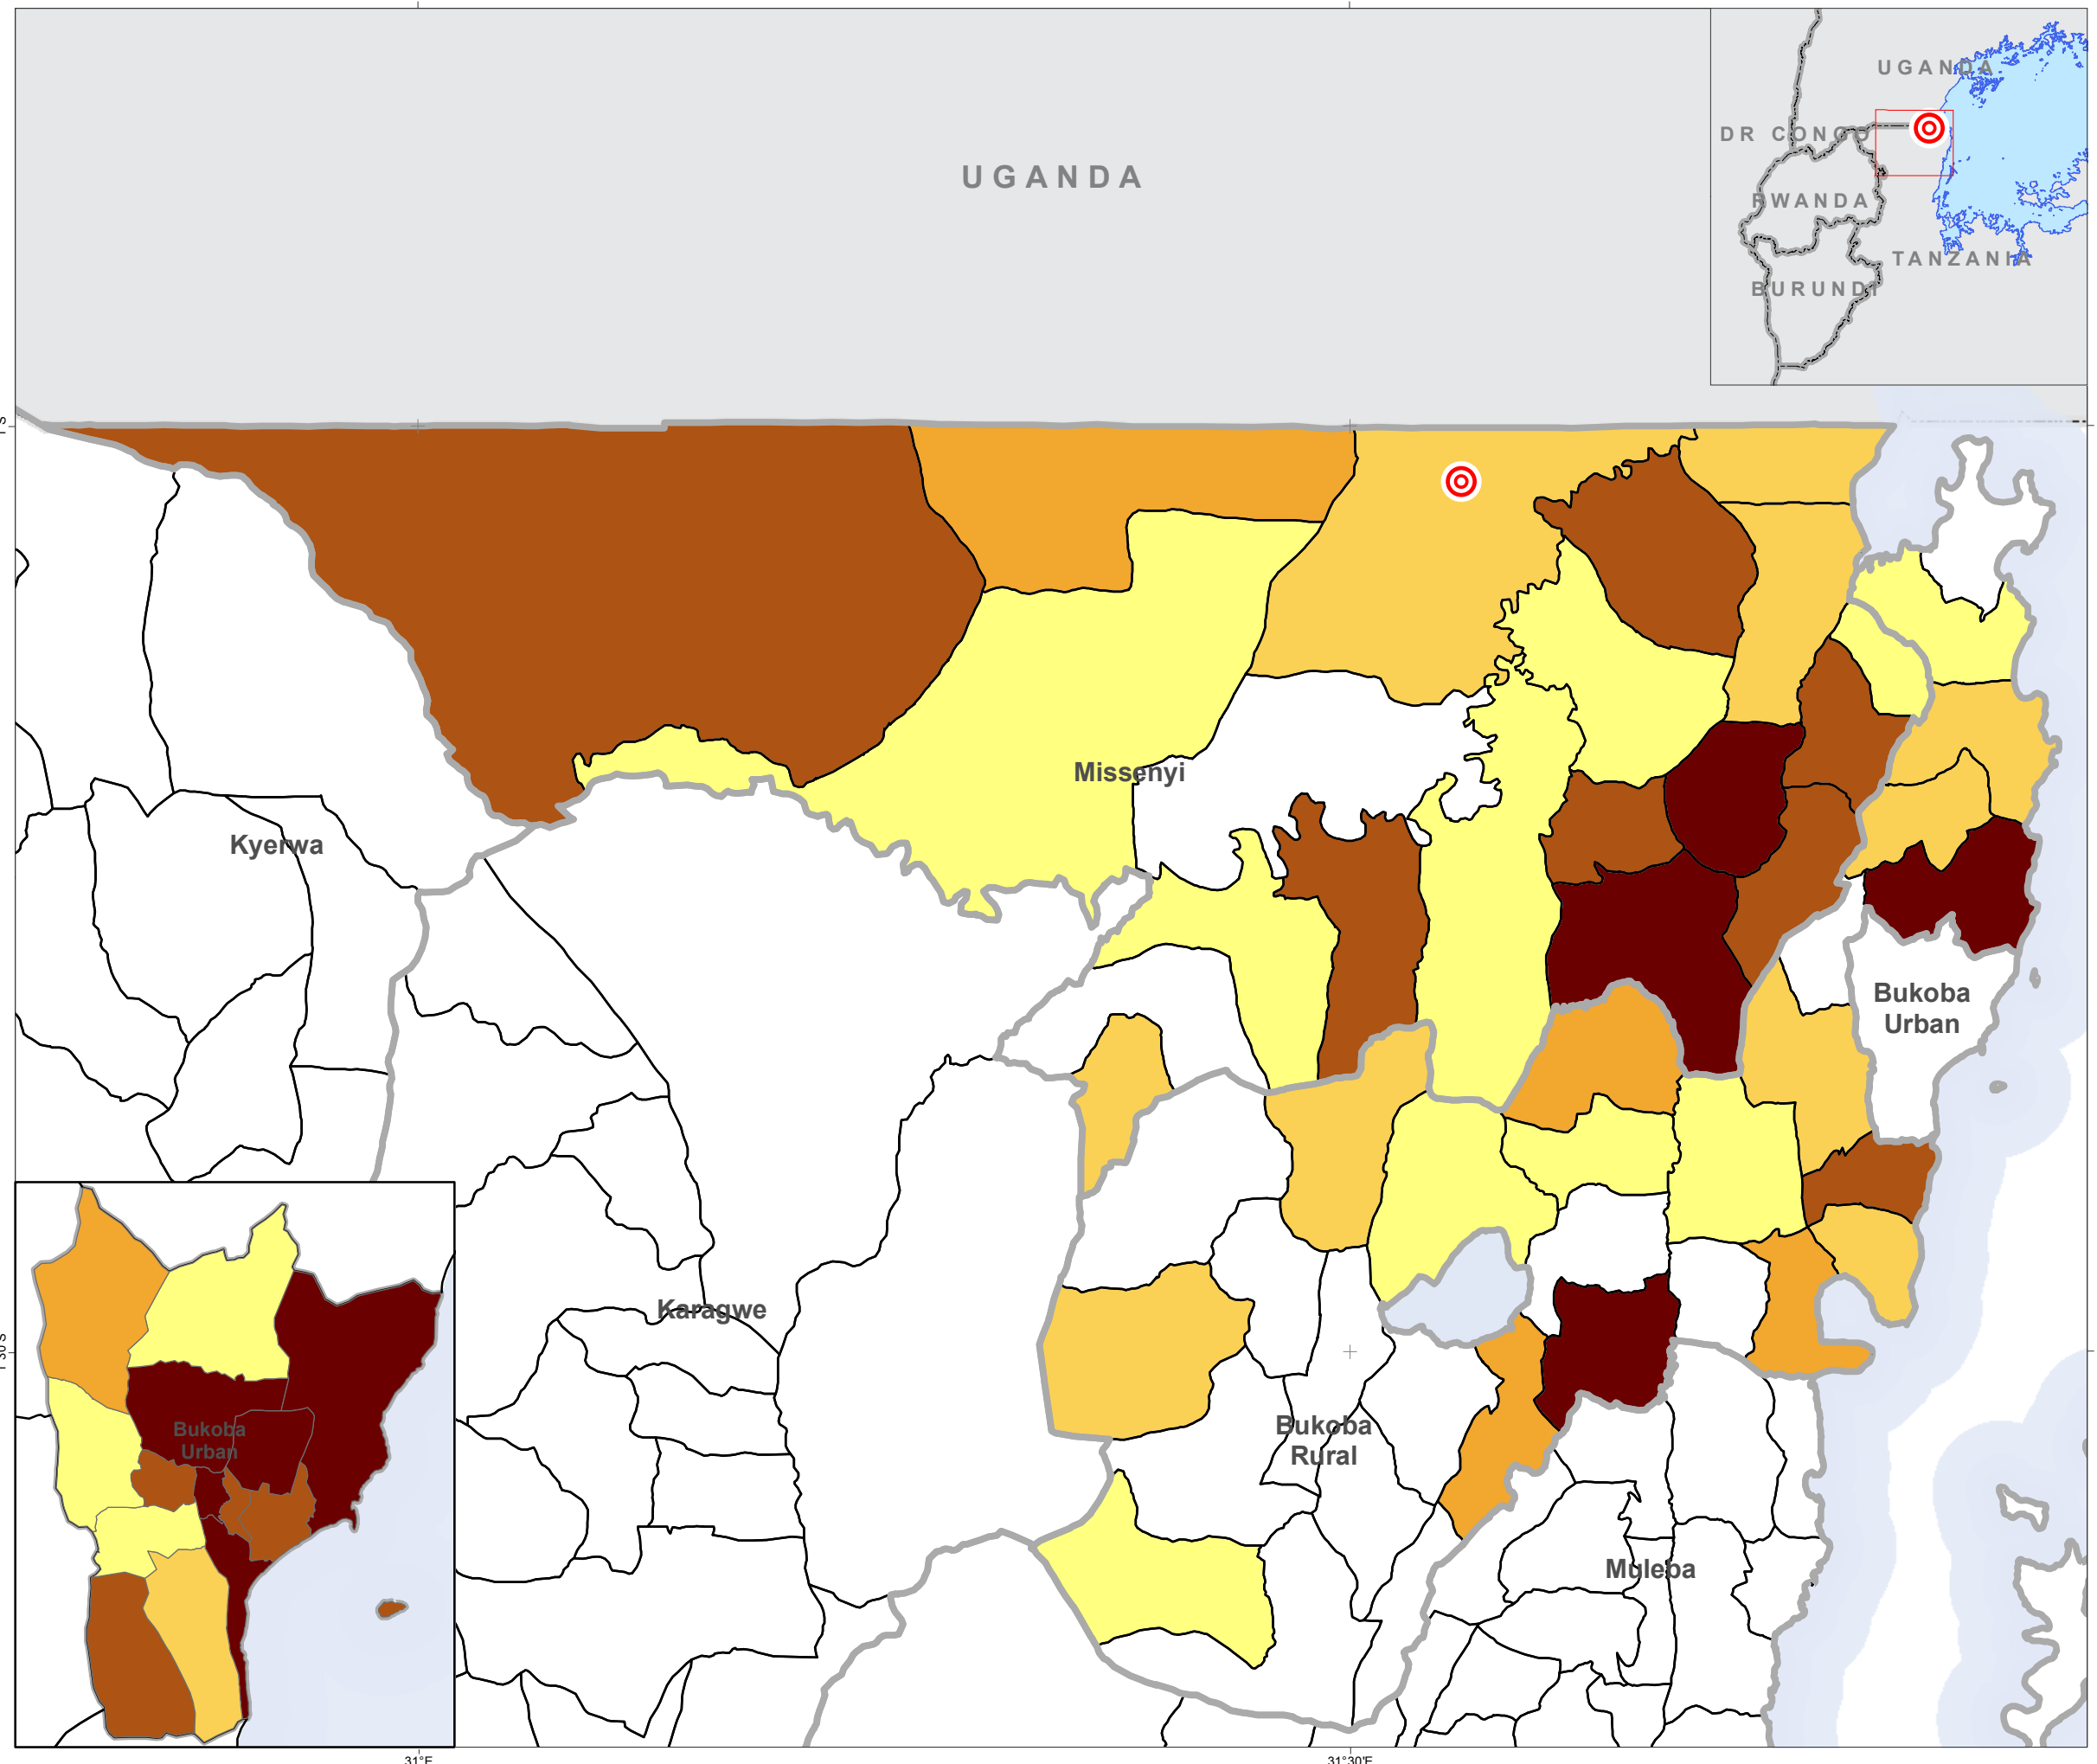 UGANDA
UGANDA
DR CONGO
RWANDA
TANZANIA
BURUNDI
Missenyi
Kyerwa
Bukoba
Urban
Karagwe
Bukoba
Rural
Bukoba
Urban
Muleba
31°E
31°30'E